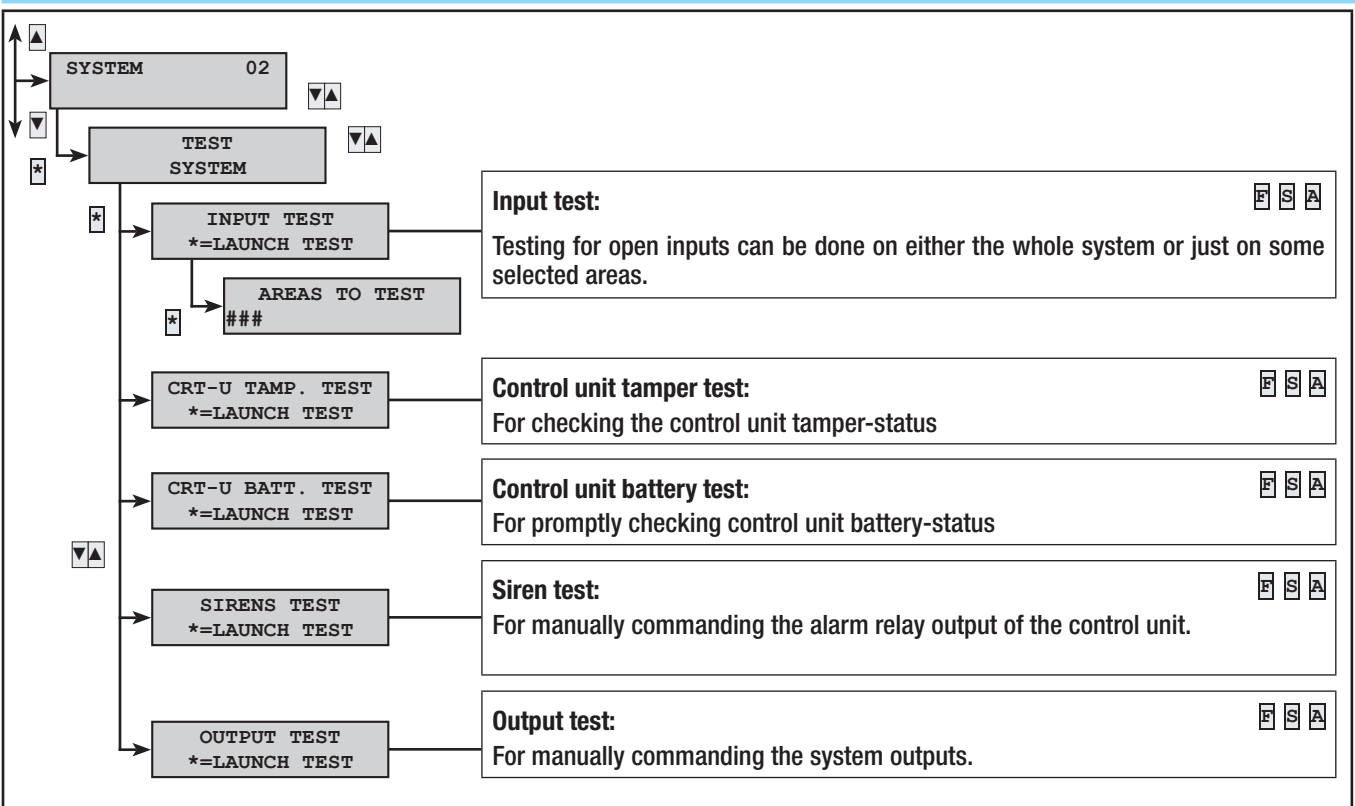 ▲
SYSTEM 02
▼▲
▼
TEST
SYSTEM
▼▲
*
*
INPUT TEST
*=LAUNCH TEST
Input test:
F S A
Testing for open inputs can be done on either the whole system or just on some
selected areas.
AREAS TO TEST
###
*
CRT-U TAMP. TEST
*=LAUNCH TEST
Control unit tamper test:
F S A
For checking the control unit tamper-status
CRT-U BATT. TEST
*=LAUNCH TEST
Control unit battery test:
F S A
For promptly checking control unit battery-status
▼▲
SIRENS TEST
*=LAUNCH TEST
Siren test:
F S A
For manually commanding the alarm relay output of the control unit.
OUTPUT TEST
*=LAUNCH TEST
Output test:
F S A
For manually commanding the system outputs.